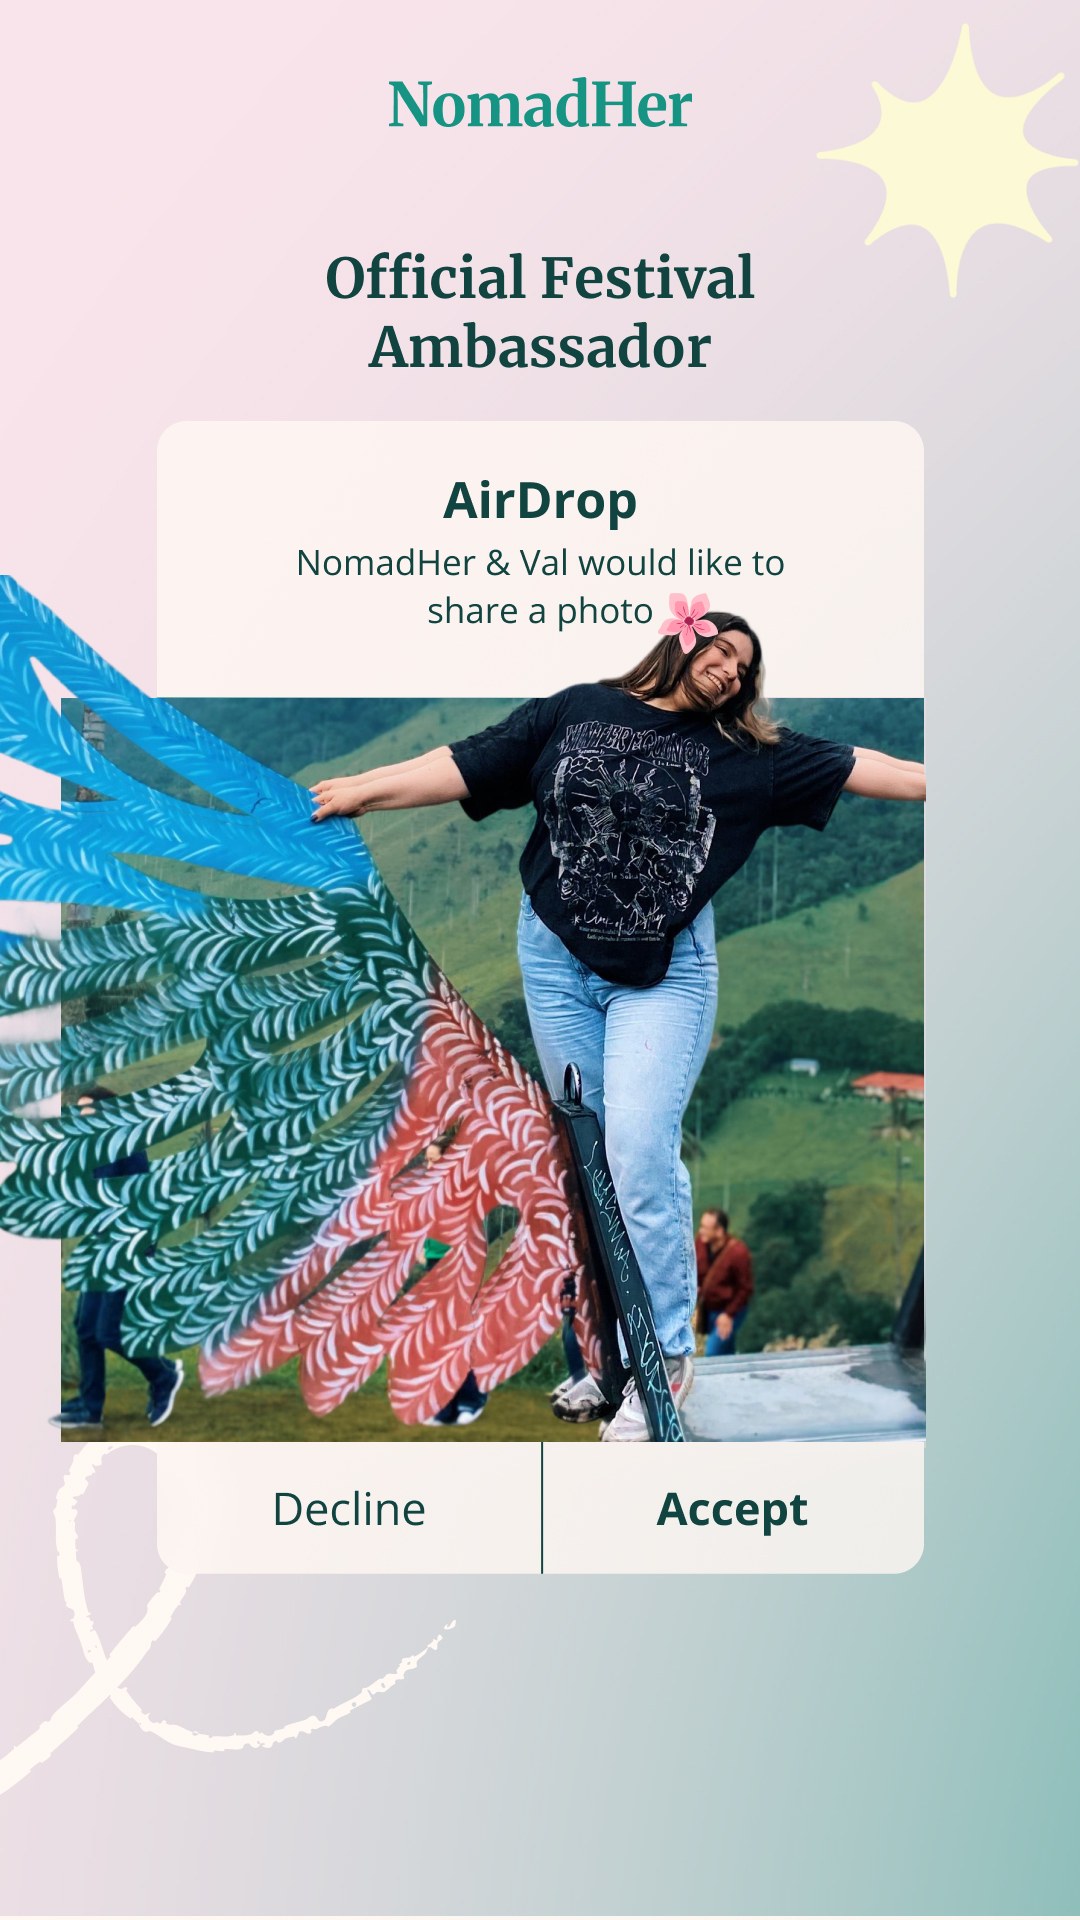 NomadHer
Official Festival
Ambassador
AirDrop
NomadHer & Val would like to
share a photo
Decline
Accept